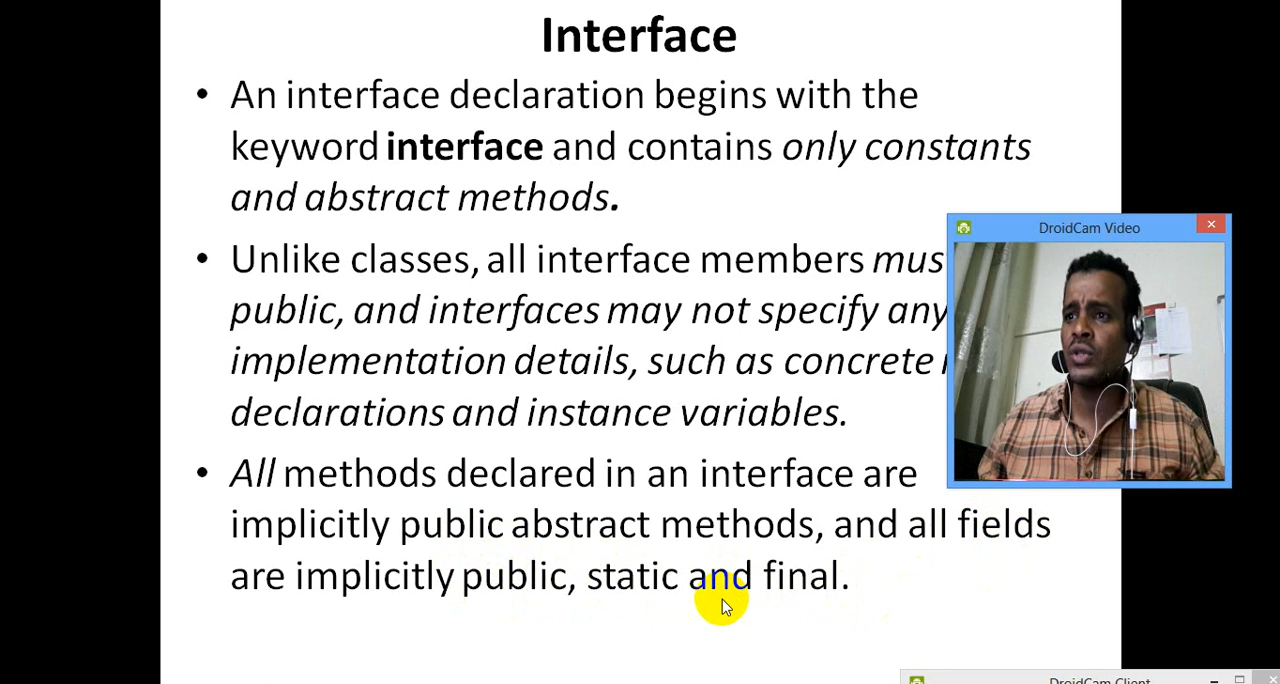 Interface
• An interface declaration begins with the
keyword interface and contains only constants
and abstract methods.
• Unlike classes, all interface members
public, and interfaces may not specify any
implementation details, such as concrete
declarations and instance variables.
• All methods declared in an interface are
implicitly public abstract methods, and all fields
are implicitly public, static and final.
DroidCam Video
DroidCam Client